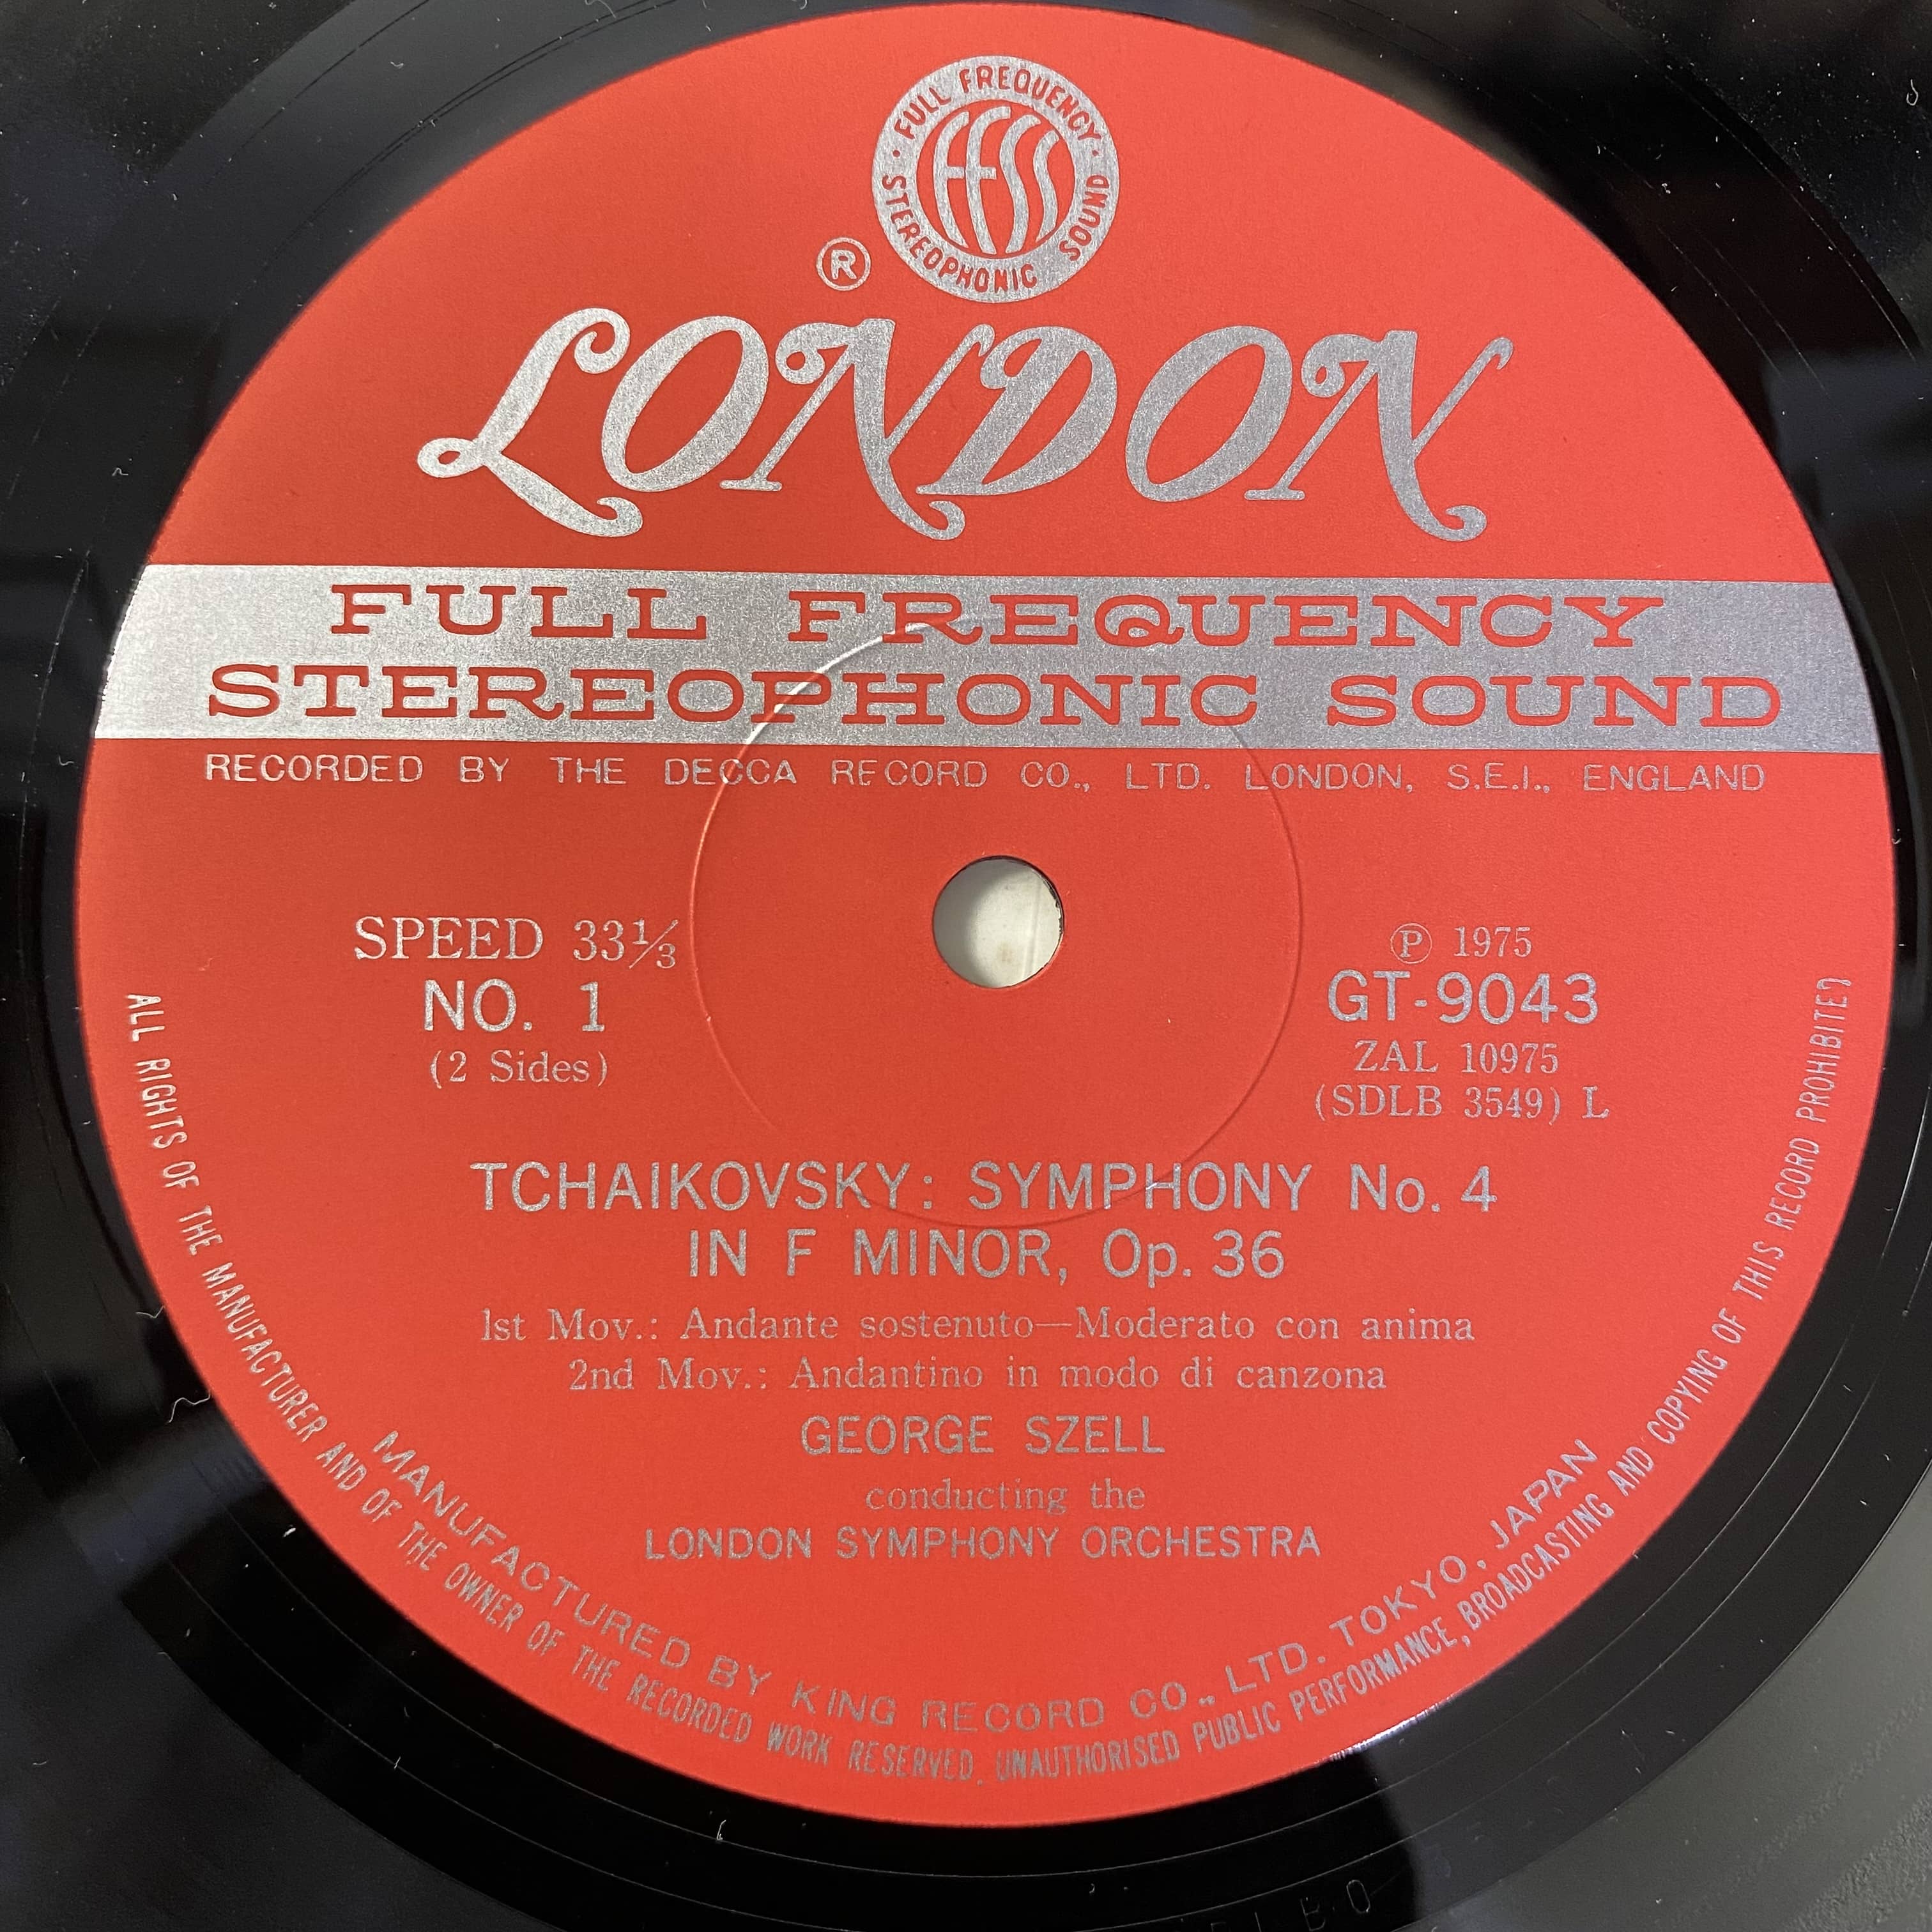 FULL FREQUENCY
FFSS
STEREOPHONIC SOUND
®
LONDON
FULL FREQUENCY
STEREOPHONIC SOUND
RECORDED BY THE DECCA RECORD CO., LTD. LONDON, S.E.I., ENGLAND
SPEED 33⅓
NO. 1
(2 Sides)
℗ 1975
GT-9043
ZAL 10975
(SDLB 3549) L
TCHAIKOVSKY: SYMPHONY No. 4
IN F MINOR, Op. 36
1st Mov.: Andante sostenuto—Moderato con anima
2nd Mov.: Andantino in modo di canzona
GEORGE SZELL
conducting the
LONDON SYMPHONY ORCHESTRA
MANUFACTURED BY KING RECORD CO., LTD. TOKYO, JAPAN
ALL RIGHTS OF THE MANUFACTURER AND OF THE OWNER OF THE RECORDED WORK RESERVED. UNAUTHORISED PUBLIC PERFORMANCE, BROADCASTING AND COPYING OF THIS RECORD PROHIBITED